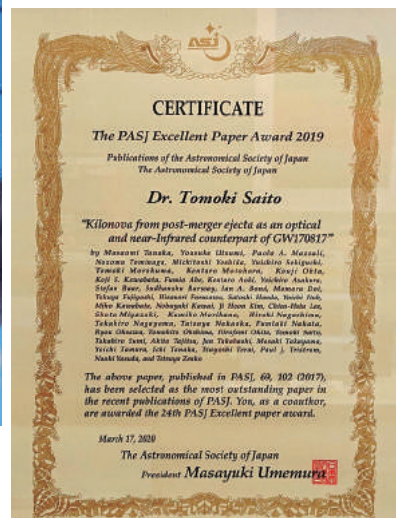 ASJ
CERTIFICATE
The PASJ Excellent Paper Award 2019
Publications of the Astronomical Society of Japan
The Astronomical Society of Japan
Dr. Tomoki Saito
"Kilonova from post-merger ejecta as an optical
and near-Infrared counterpart of GW170817"
by Masaomi Tanaka, Yousuke Utsumi, Paolo A. Mazzali,
Nozomu Tominaga, Michitoshi Yoshida, Yuichiro Sekiguchi,
Tomoki Morokuma, Kentaro Motohara, Kouji Ohta,
Koji S. Kawabata, Fumio Abe, Kentaro Aoki, Yuichiro Asakura,
Stefan Baar, Sudhanshu Barway, Ian A. Bond, Mamoru Doi,
Takuya Fujiyoshi, Hisanori Furusawa, Satoshi Honda, Yoichi Itoh,
Miho Kawabata, Nobuyuki Kawai, Ji Hoon Kim, Chien-Hsiu Lee,
Shota Miyazaki, Kumiko Morihana, Hiroki Nagashima,
Takahiro Nagayama, Tatsuya Nakaoka, Fumiaki Nakata,
Ryou Ohsawa, Tomohito Ohshima, Hirofumi Okita, Tomoki Saito,
Takahiro Sumi, Akito Tajitsu, Jun Takahashi, Masaki Takayama,
Yoichi Tamura, Ichi Tanaka, Tsuyoshi Terai, Paul J. Tristram,
Naoki Yasuda, and Tetsuya Zenko
The above paper, published in PASJ, 69, 102 (2017),
has been selected as the most outstanding paper in
the recent publications of PASJ. You, as a coauthor,
are awarded the 24th PASJ Excellent paper award.
March 17, 2020
The Astronomical Society of Japan
President Masayuki Umemura